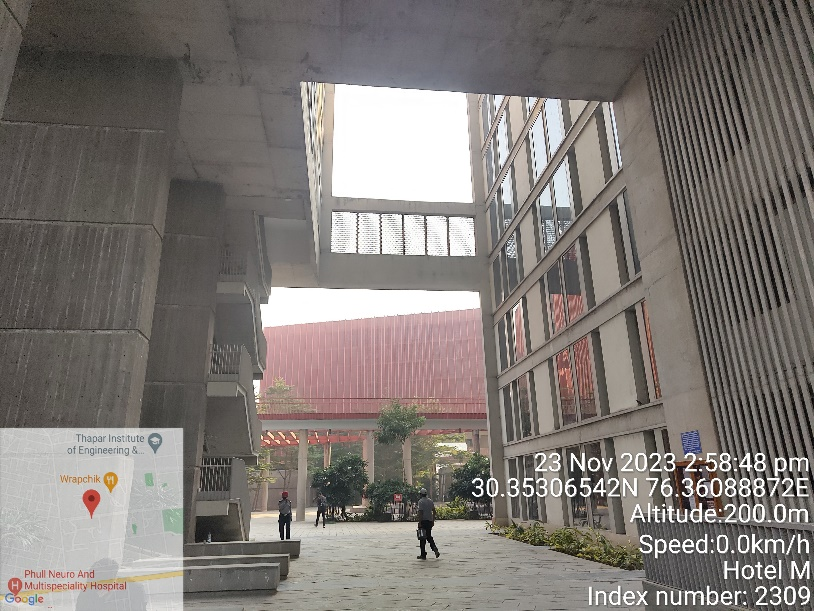 Thapar Institute
of Engineering &...
Wrapchik
Phull Neuro And
Multispeciality Hospital
Google
23 Nov 2023 2:58:48 pm
30.35306542N 76.36088872E
Altitude:200.0m
Speed:0.0km/h
Hotel M
Index number: 2309